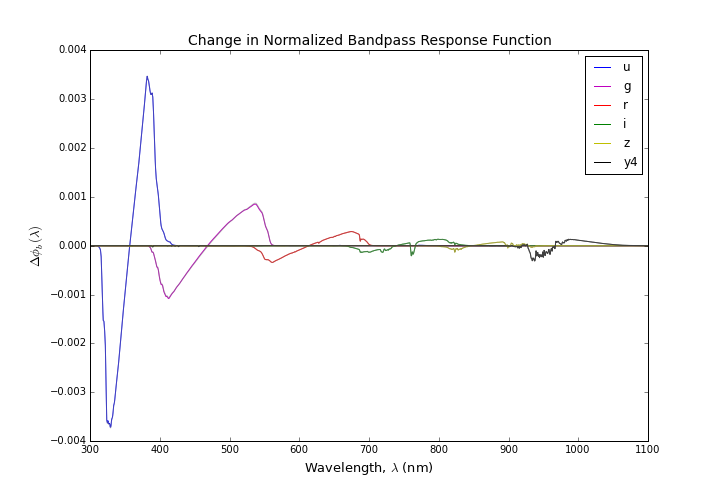 Change in Normalized Bandpass Response Function
0.004
0.003
0.002
0.001
0.000
−0.001
−0.002
−0.003
−0.004
Δϕ_b(λ)
u
g
r
i
z
y4
300 400 500 600 700 800 900 1000 1100
Wavelength, λ (nm)